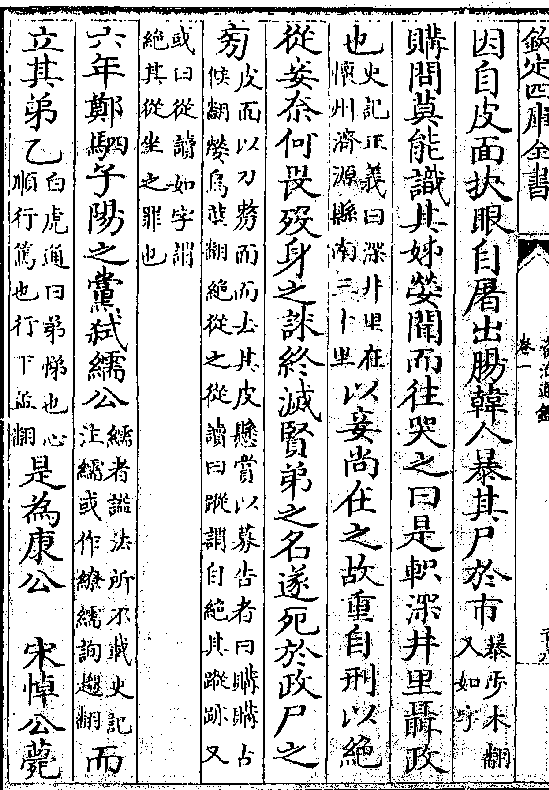 欽定四庫全書
卷一
因自皮面抉眼自屠出腸韓人暴其尸於市
暴步木翻
又如字
購問莫能識其姊嫈聞而往哭之曰是軹深井里聶政
也
史記正義曰深井里在
懷州濟源縣南三十里
以妾尚在之故重自刑以絶
從妾奈何畏歿身之誅終滅賢弟之名遂死於政尸之
旁
皮面以刀剺面而去其皮懸賞以募告者曰購購古
候翻嫈烏莖翻絶從之從讀曰蹤謂自絶其蹤跡又
或曰從讀如字謂
絶其從坐之罪也
六年鄭駟子陽之黨弑繻公
繻者諡法所不載史記
注繻或作繚繻詢趨翻
而
立其弟乙
白虎通曰弟悌也心
順行篤也行下孟翻
是為康公
宋悼公薨